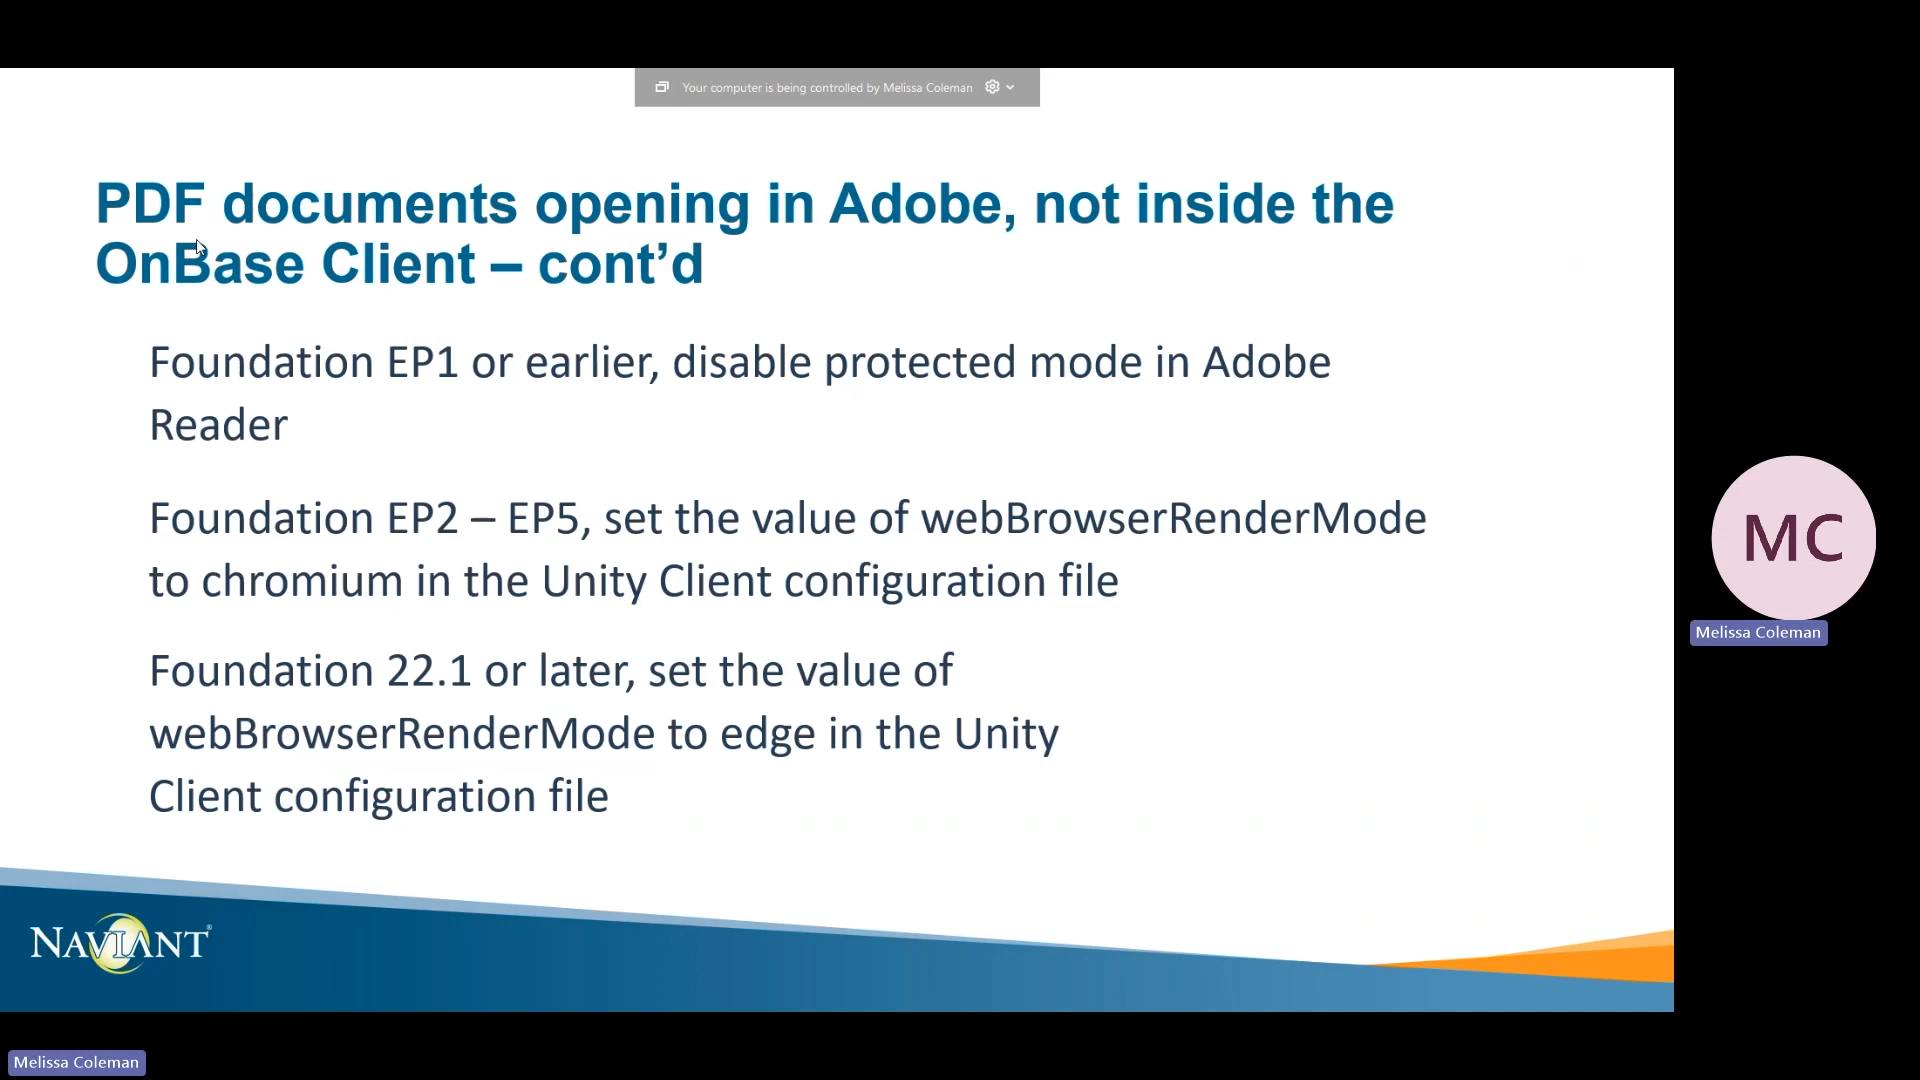 Your computer is being controlled by Melissa Coleman
PDF documents opening in Adobe, not inside the
OnBase Client – cont’d
Foundation EP1 or earlier, disable protected mode in Adobe
Reader
Foundation EP2 – EP5, set the value of webBrowserRenderMode
to chromium in the Unity Client configuration file
Foundation 22.1 or later, set the value of
webBrowserRenderMode to edge in the Unity
Client configuration file
MC
Melissa Coleman
NAVIANT®
Melissa Coleman